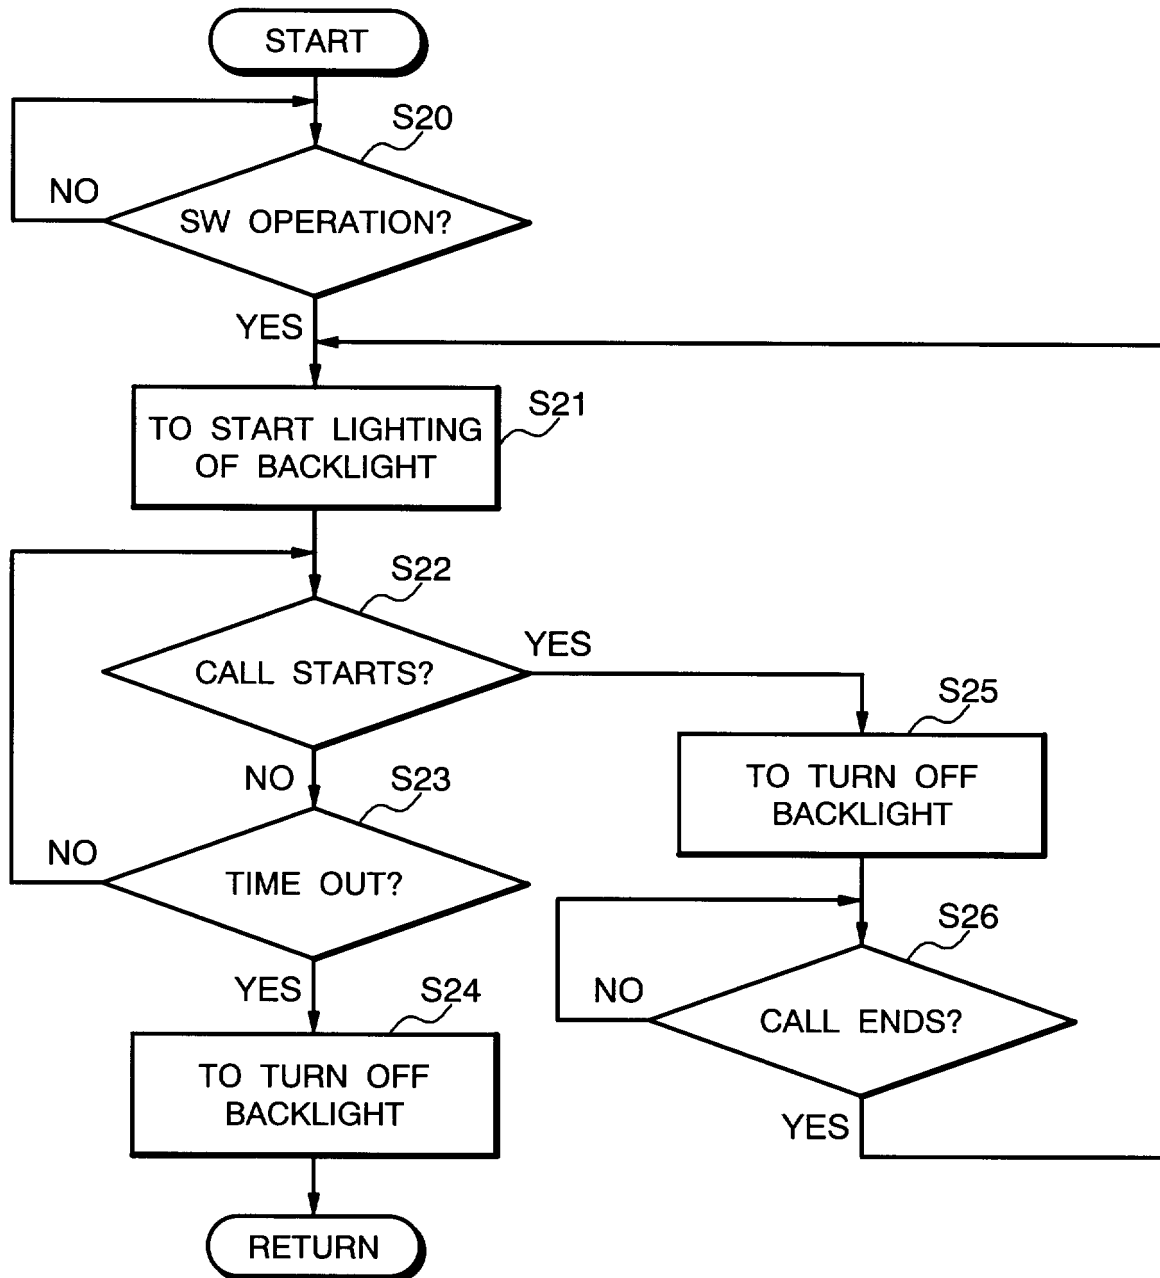 START
S20
NO
SW OPERATION?
YES
S21
TO START LIGHTING
OF BACKLIGHT
S22
YES
CALL STARTS?
S25
NO
S23
TO TURN OFF
BACKLIGHT
NO
TIME OUT?
S26
YES
S24
NO
CALL ENDS?
TO TURN OFF
BACKLIGHT
YES
RETURN